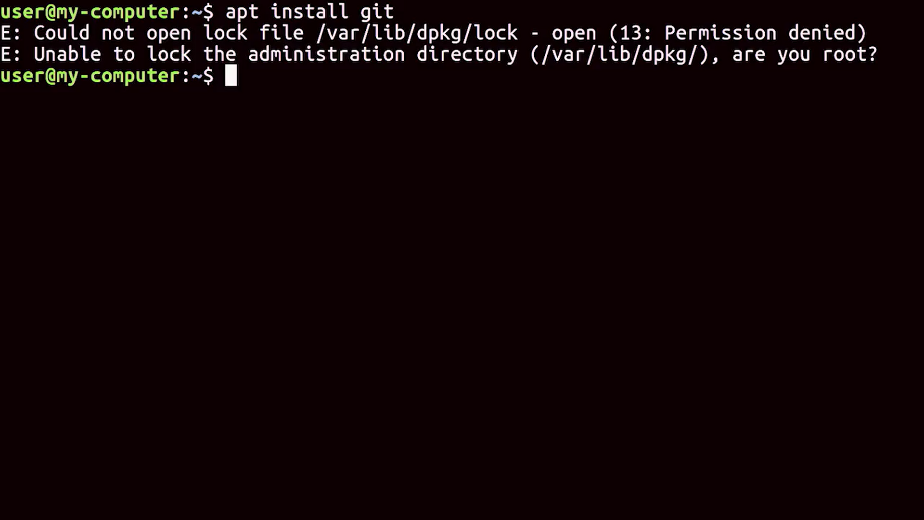 user@my-computer:~$ apt install git
E: Could not open lock file /var/lib/dpkg/lock - open (13: Permission denied)
E: Unable to lock the administration directory (/var/lib/dpkg/), are you root?
user@my-computer:~$